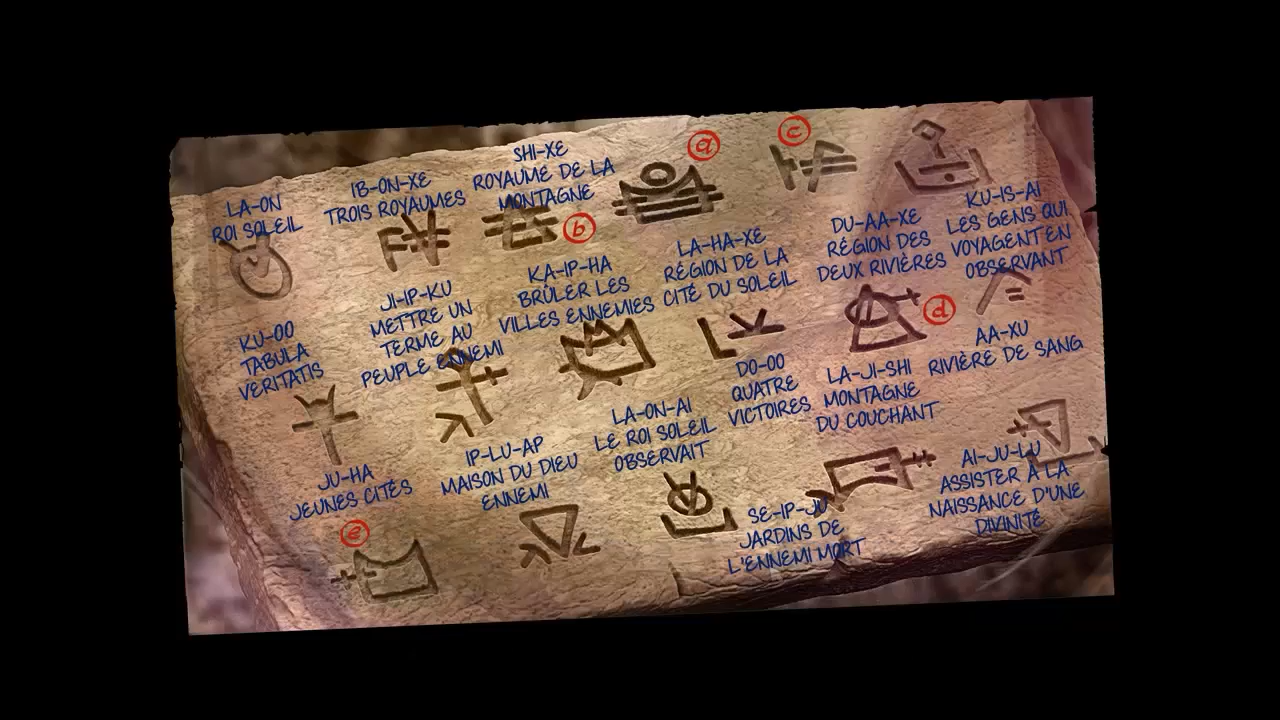 LA-ON
ROI SOLEIL
IB-ON-XE
TROIS ROYAUMES
SHI-XE
ROYAUME DE LA
MONTAGNE
a
c
b
KU-IS-AI
LES GENS QUI
VOYAGENT EN
OBSERVANT
DU-AA-XE
RÉGION DES
DEUX RIVIÈRES
LA-HA-XE
RÉGION DE LA
CITÉ DU SOLEIL
KA-IP-HA
BRÛLER LES
VILLES ENNEMIES
JI-IP-KU
METTRE UN
TERME AU
PEUPLE ENNEMI
KU-OO
TABULA
VERITATIS
d
AA-XU
RIVIÈRE DE SANG
LA-JI-SHI
MONTAGNE
DU COUCHANT
DO-OO
QUATRE
VICTOIRES
LA-ON-AI
LE ROI SOLEIL
OBSERVAIT
IP-LU-AP
MAISON DU DIEU
ENNEMI
JU-HA
JEUNES CITÉS
e
SE-IP-JU
JARDINS DE
L'ENNEMI MORT
AI-JU-LU
ASSISTER À LA
NAISSANCE D'UNE
DIVINITÉ